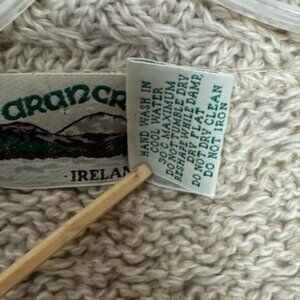 ARANCR
IRELAN
HAND WASH IN
COOL WATER
30°C MAXIMUM
DO NOT TUMBLE DRY
RESHAPE WHILE DAMP,
DRY FLAT
DO NOT DRY CLEAN
DO NOT IRON